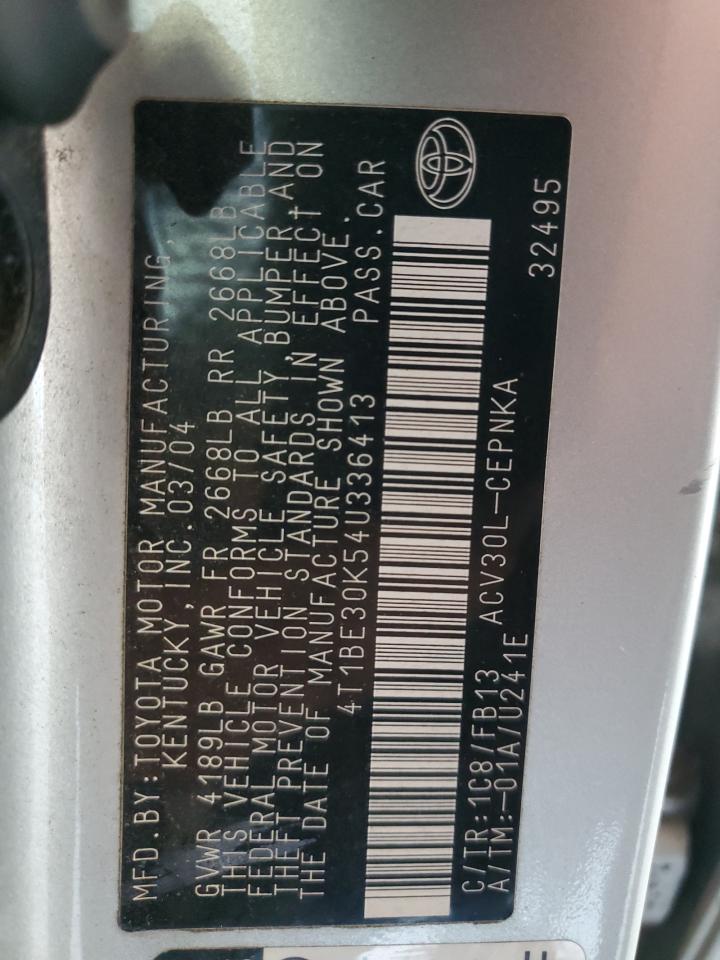 MFD.BY:TOYOTA MOTOR MANUFACTURING,
KENTUCKY,INC.03/04
GVWR 4189LB GAWR FR 2668LB RR 2668LB
THIS VEHICLE CONFORMS TO ALL APPLICABLE
FEDERAL MOTOR VEHICLE SAFETY,BUMPER,AND
THEFT PREVENTION STANDARDS IN EFFECT ON
THE DATE OF MANUFACTURE SHOWN ABOVE.
4T1BE30K54U336413 PASS.CAR
C/TR:1C8/FB13 ACV30L-CEPNKA
A/TM:-01A/U241E 32495